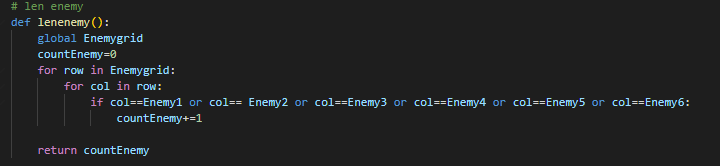 # len enemy
def lenenemy():
    global Enemygrid
    countEnemy=0
    for row in Enemygrid:
        for col in row:
            if col==Enemy1 or col== Enemy2 or col==Enemy3 or col==Enemy4 or col==Enemy5 or col==Enemy6:
                countEnemy+=1
    return countEnemy